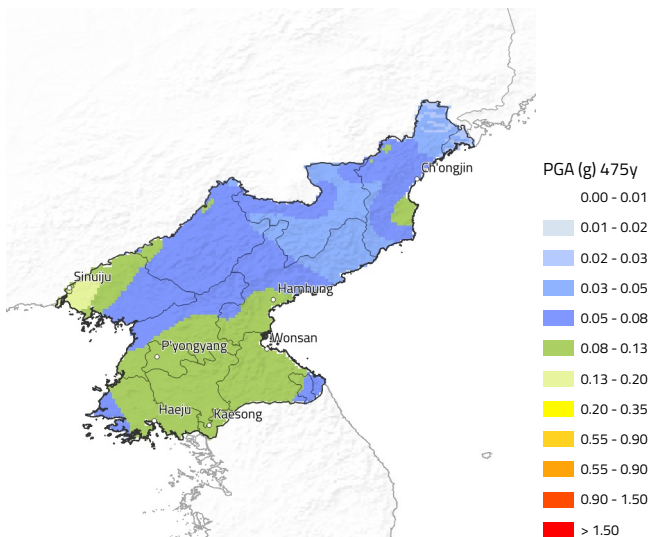 Ch'ongjin
PGA (g) 475y
0.00 - 0.01
0.01 - 0.02
0.02 - 0.03
0.03 - 0.05
0.05 - 0.08
0.08 - 0.13
0.13 - 0.20
0.20 - 0.35
0.55 - 0.90
0.55 - 0.90
0.90 - 1.50
> 1.50
Sinuiju
Hamhung
Wonsan
P'yongyang
Haeju
Kaesong